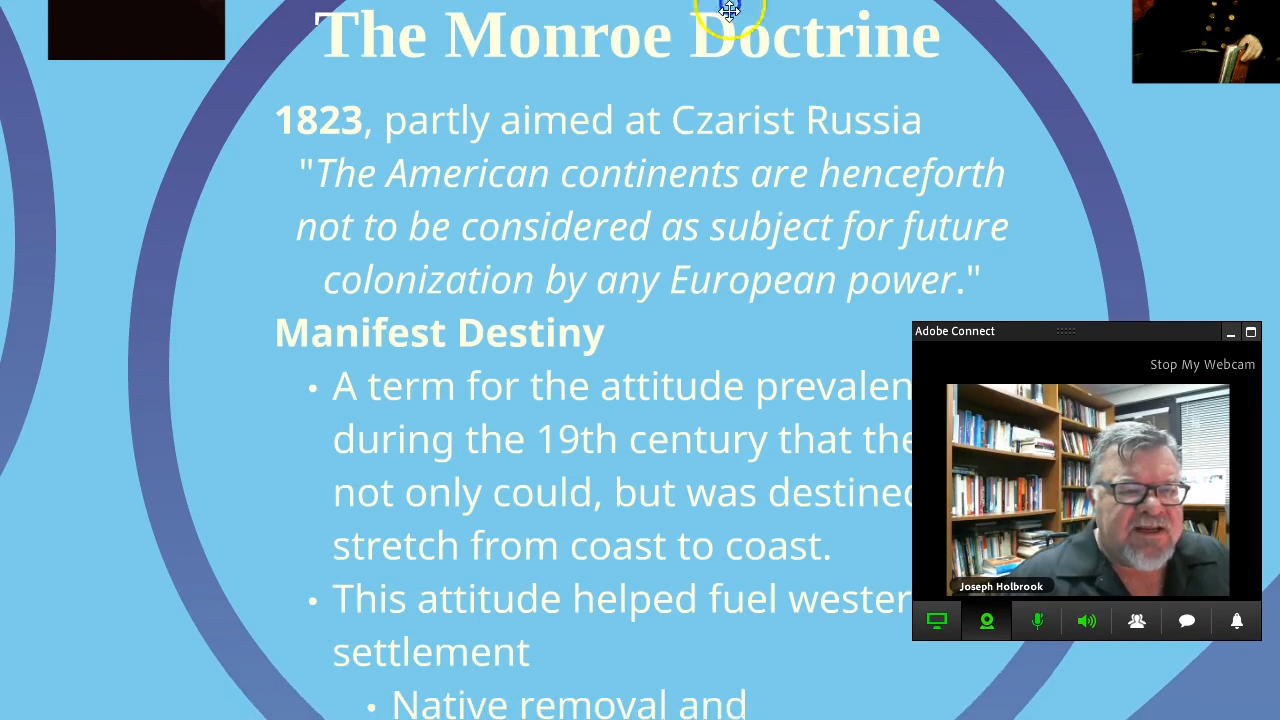 The Monroe Doctrine
1823, partly aimed at Czarist Russia
"The American continents are henceforth
not to be considered as subject for future
colonization by any European power."
Manifest Destiny
• A term for the attitude prevalen
during the 19th century that the
not only could, but was destined
stretch from coast to coast.
• This attitude helped fuel wester
settlement
• Native removal and
Adobe Connect
Stop My Webcam
Joseph Holbrook